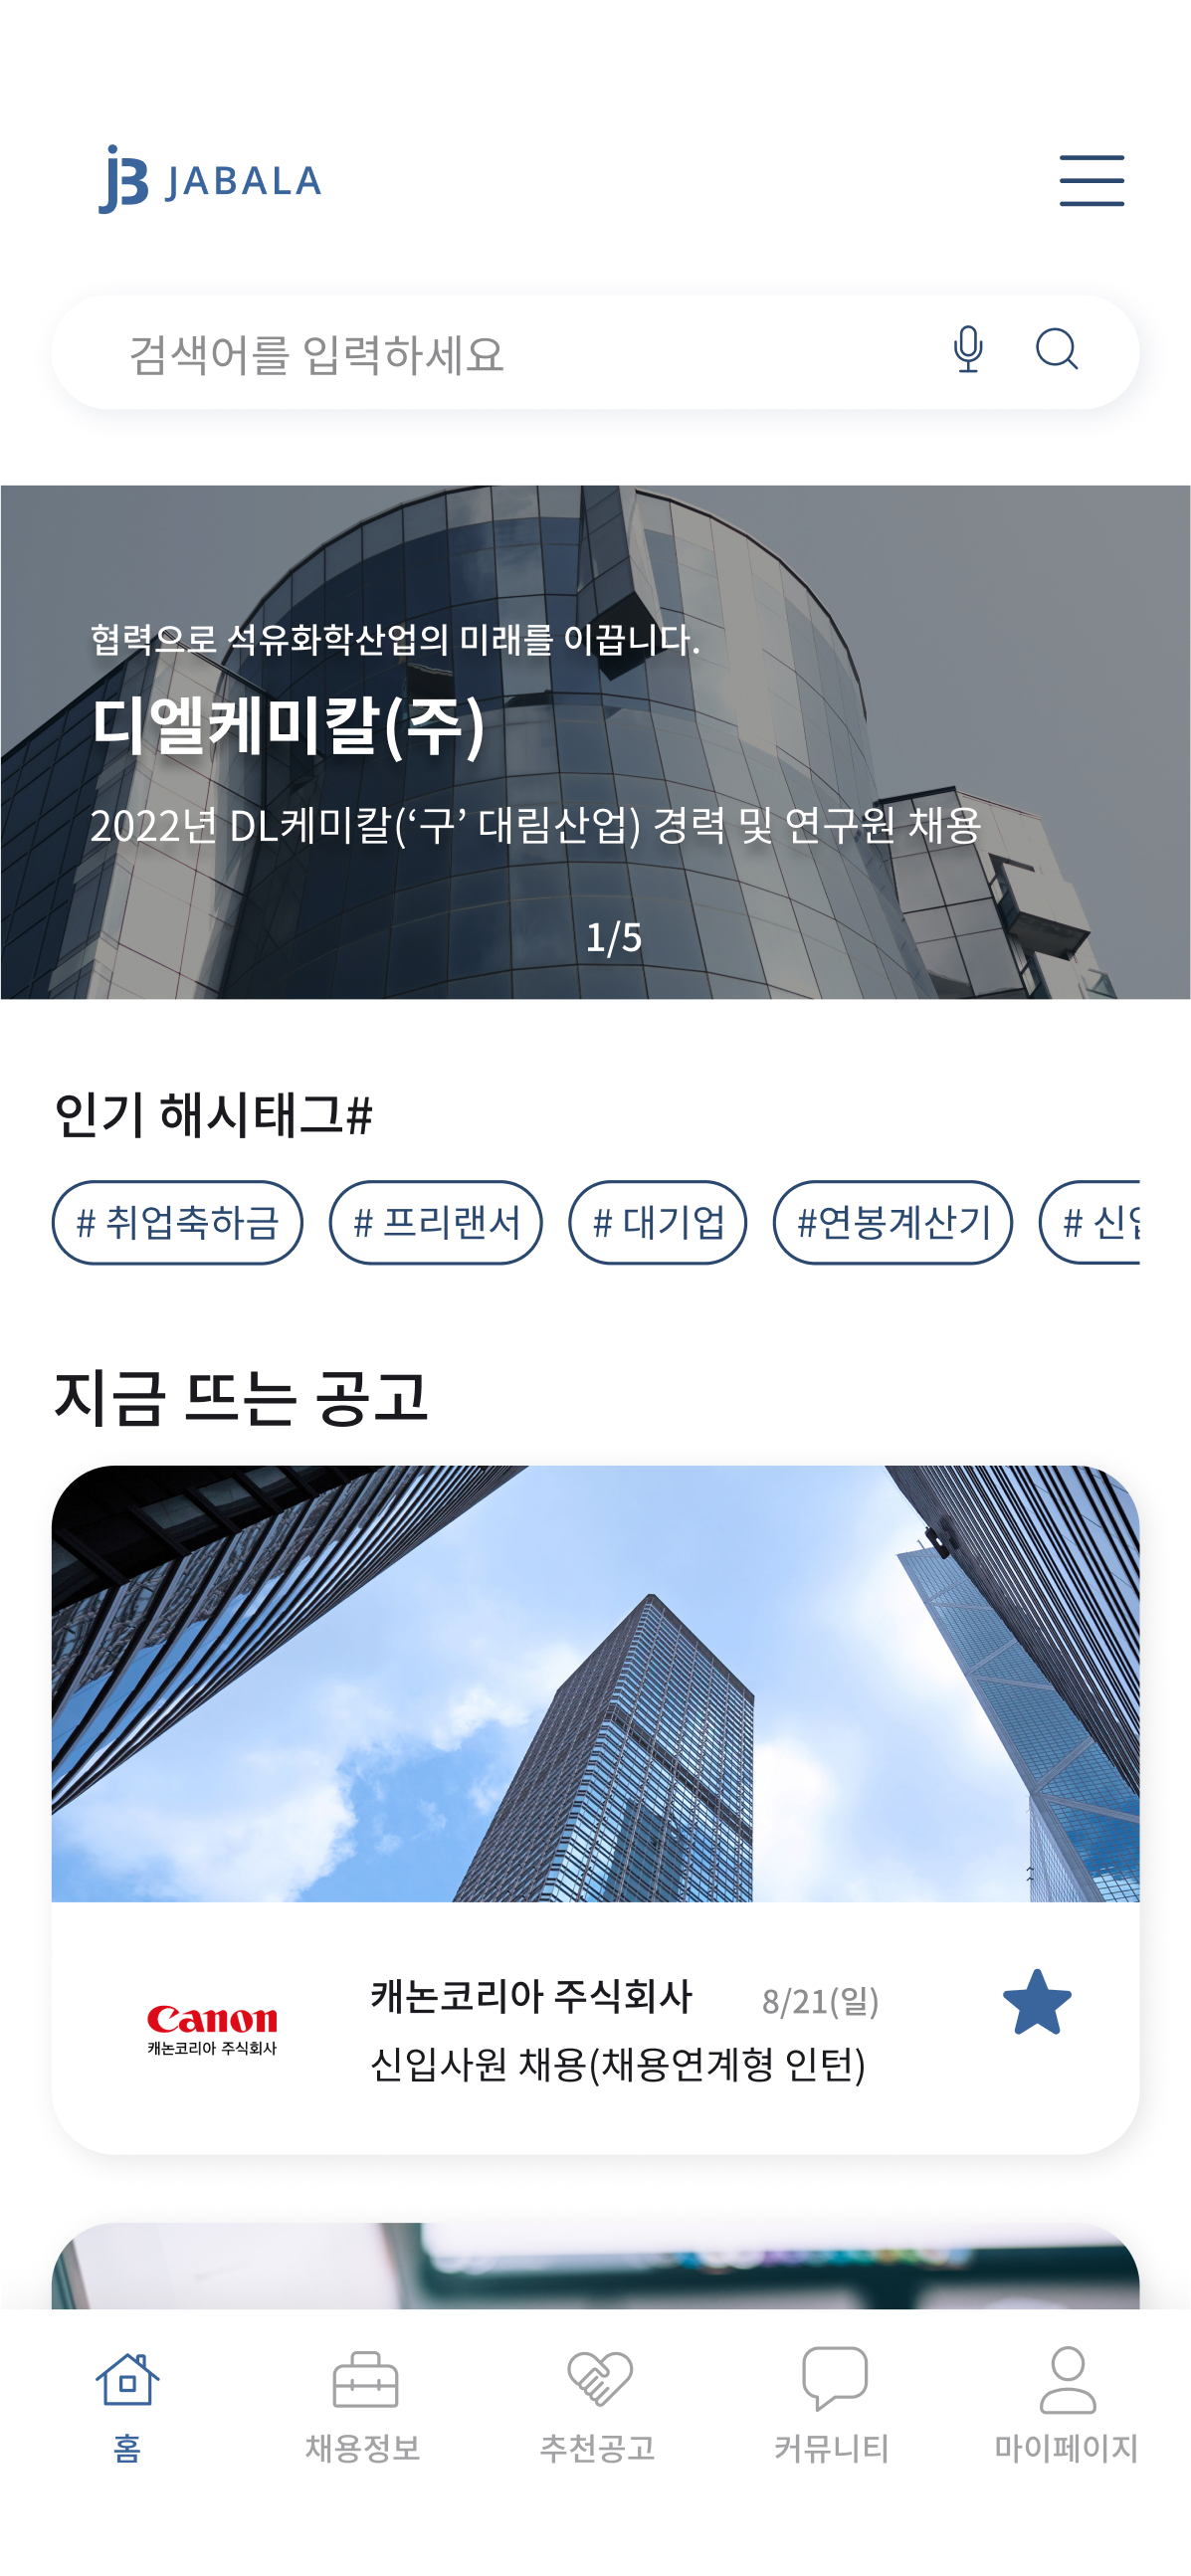 JB JABALA
검색어를 입력하세요
협력으로 석유화학산업의 미래를 이끕니다.
디엘케미칼(주)
2022년 DL케미칼(‘구’ 대림산업) 경력 및 연구원 채용
1/5
인기 해시태그#
# 취업축하금
# 프리랜서
# 대기업
#연봉계산기
# 신
지금 뜨는 공고
캐논코리아 주식회사 8/21(일)
Canon
캐논코리아 주식회사
신입사원 채용(채용연계형 인턴)
홈 채용정보 추천공고 커뮤니티 마이페이지